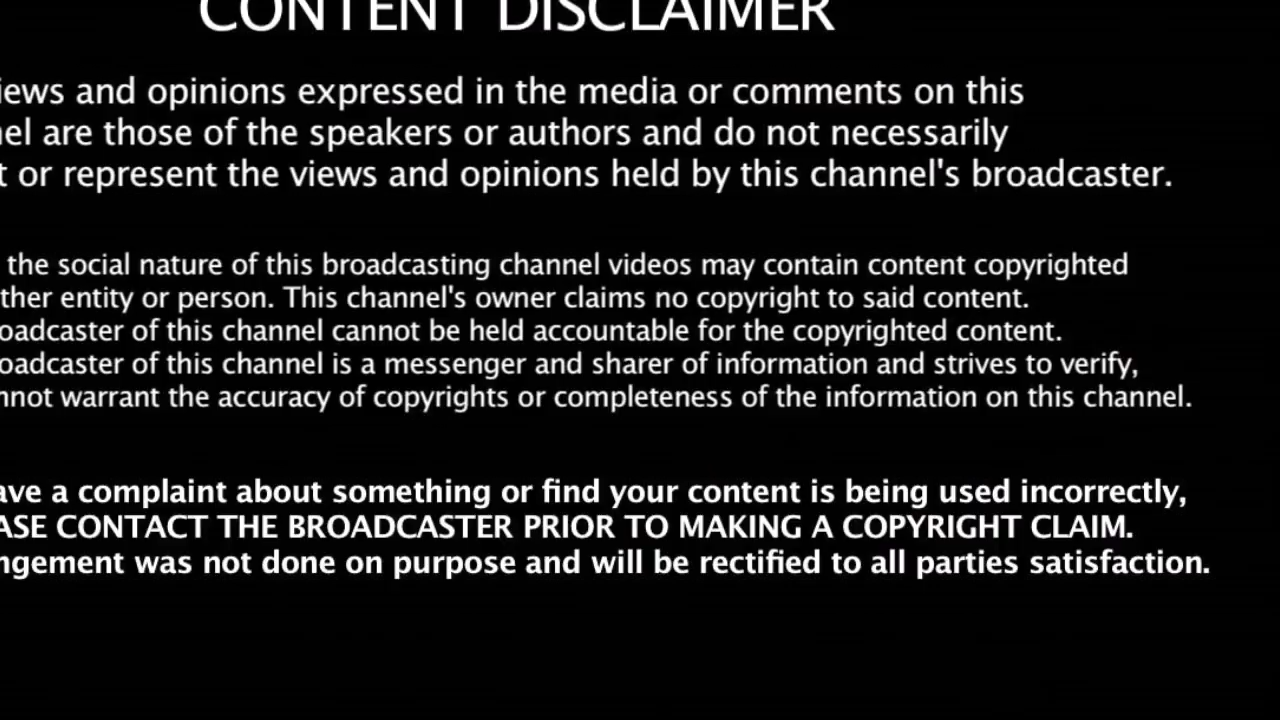 CONTENT DISCLAIMER
iews and opinions expressed in the media or comments on this
nel are those of the speakers or authors and do not necessarily
t or represent the views and opinions held by this channel's broadcaster.
the social nature of this broadcasting channel videos may contain content copyrighted
ther entity or person. This channel's owner claims no copyright to said content.
oadcaster of this channel cannot be held accountable for the copyrighted content.
oadcaster of this channel is a messenger and sharer of information and strives to verify,
nnot warrant the accuracy of copyrights or completeness of the information on this channel.
ave a complaint about something or find your content is being used incorrectly,
ASE CONTACT THE BROADCASTER PRIOR TO MAKING A COPYRIGHT CLAIM.
ngement was not done on purpose and will be rectified to all parties satisfaction.